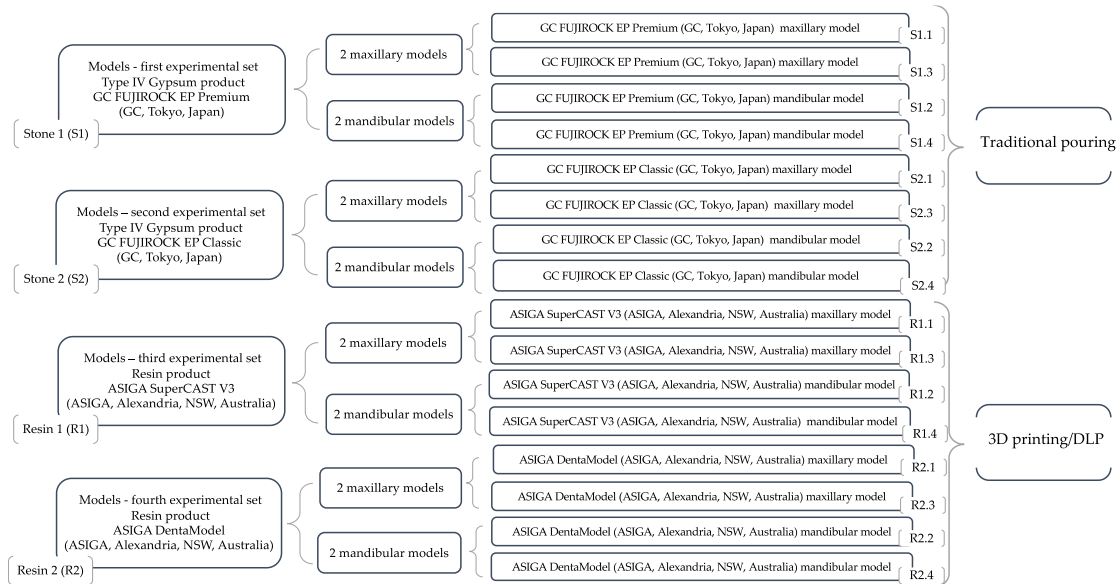 Models - first experimental set
Type IV Gypsum product
GC FUJIROCK EP Premium
(GC, Tokyo, Japan)
Stone 1 (S1)
2 maxillary models
2 mandibular models
GC FUJIROCK EP Premium (GC, Tokyo, Japan) maxillary model
S1.1
GC FUJIROCK EP Premium (GC, Tokyo, Japan) maxillary model
S1.3
GC FUJIROCK EP Premium (GC, Tokyo, Japan) mandibular model
S1.2
GC FUJIROCK EP Premium (GC, Tokyo, Japan) mandibular model
S1.4
Models – second experimental set
Type IV Gypsum product
GC FUJIROCK EP Classic
(GC, Tokyo, Japan)
Stone 2 (S2)
2 maxillary models
2 mandibular models
GC FUJIROCK EP Classic (GC, Tokyo, Japan) maxillary model
S2.1
GC FUJIROCK EP Classic (GC, Tokyo, Japan) maxillary model
S2.3
GC FUJIROCK EP Classic (GC, Tokyo, Japan) mandibular model
S2.2
GC FUJIROCK EP Classic (GC, Tokyo, Japan) mandibular model
S2.4
Traditional pouring
Models – third experimental set
Resin product
ASIGA SuperCAST V3
(ASIGA, Alexandria, NSW, Australia)
Resin 1 (R1)
2 maxillary models
2 mandibular models
ASIGA SuperCAST V3 (ASIGA, Alexandria, NSW, Australia) maxillary model
R1.1
ASIGA SuperCAST V3 (ASIGA, Alexandria, NSW, Australia) maxillary model
R1.3
ASIGA SuperCAST V3 (ASIGA, Alexandria, NSW, Australia) mandibular model
R1.2
ASIGA SuperCAST V3 (ASIGA, Alexandria, NSW, Australia) mandibular model
R1.4
Models - fourth experimental set
Resin product
ASIGA DentaModel
(ASIGA, Alexandria, NSW, Australia)
Resin 2 (R2)
2 maxillary models
2 mandibular models
ASIGA DentaModel (ASIGA, Alexandria, NSW, Australia) maxillary model
R2.1
ASIGA DentaModel (ASIGA, Alexandria, NSW, Australia) maxillary model
R2.3
ASIGA DentaModel (ASIGA, Alexandria, NSW, Australia) mandibular model
R2.2
ASIGA DentaModel (ASIGA, Alexandria, NSW, Australia) mandibular model
R2.4
3D printing/DLP